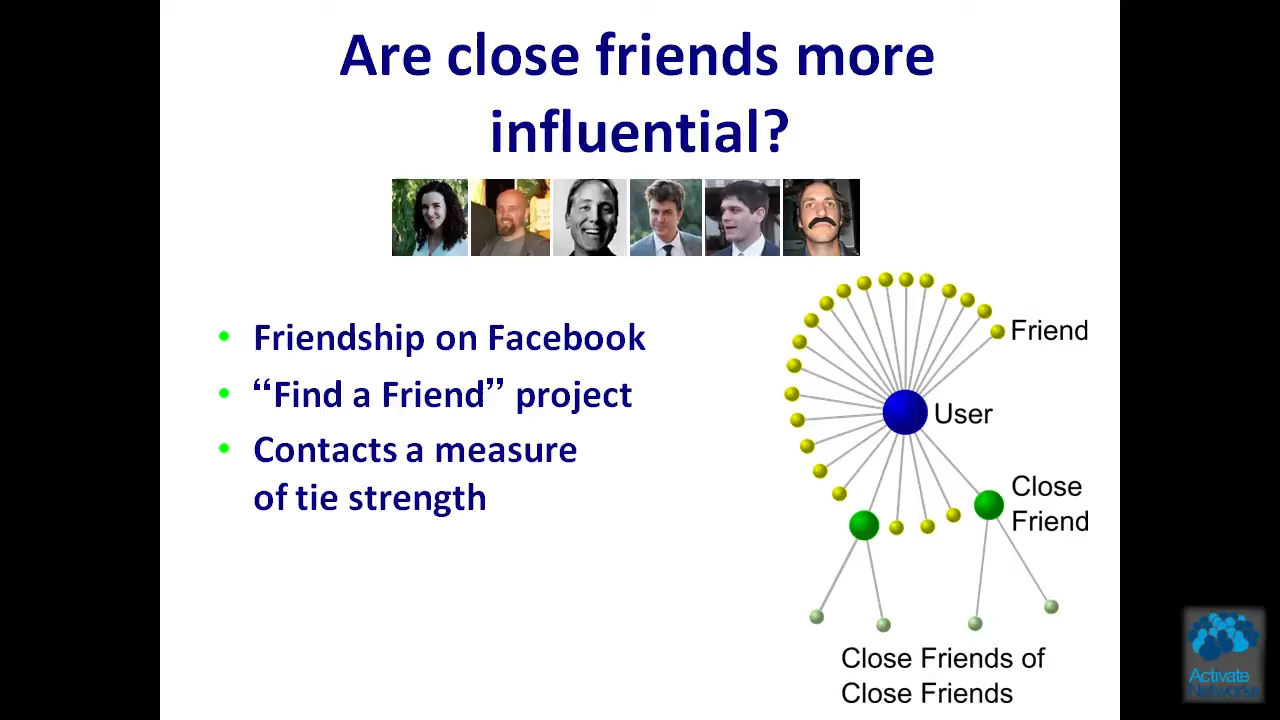 Are close friends more
influential?
• Friendship on Facebook
• “Find a Friend” project
• Contacts a measure
of tie strength
Friend
User
Close
Friend
Close Friends of
Close Friends
Activate
Networks